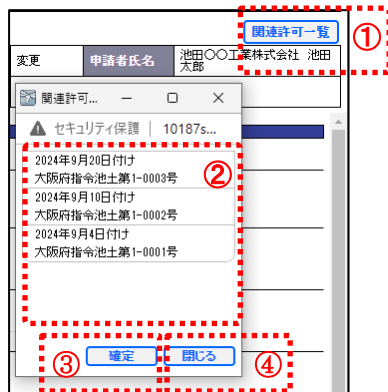 関連許可一覧
①
変更
申請者氏名
池田〇〇工業株式会社 池田
太郎
関連許可...
セキュリティ保護 | 10187s...
②
2024年9月20日付け
大阪府指令池土第1-0003号
2024年9月10日付け
大阪府指令池土第1-0002号
2024年9月4日付け
大阪府指令池土第1-0001号
③
確定
閉じる
④